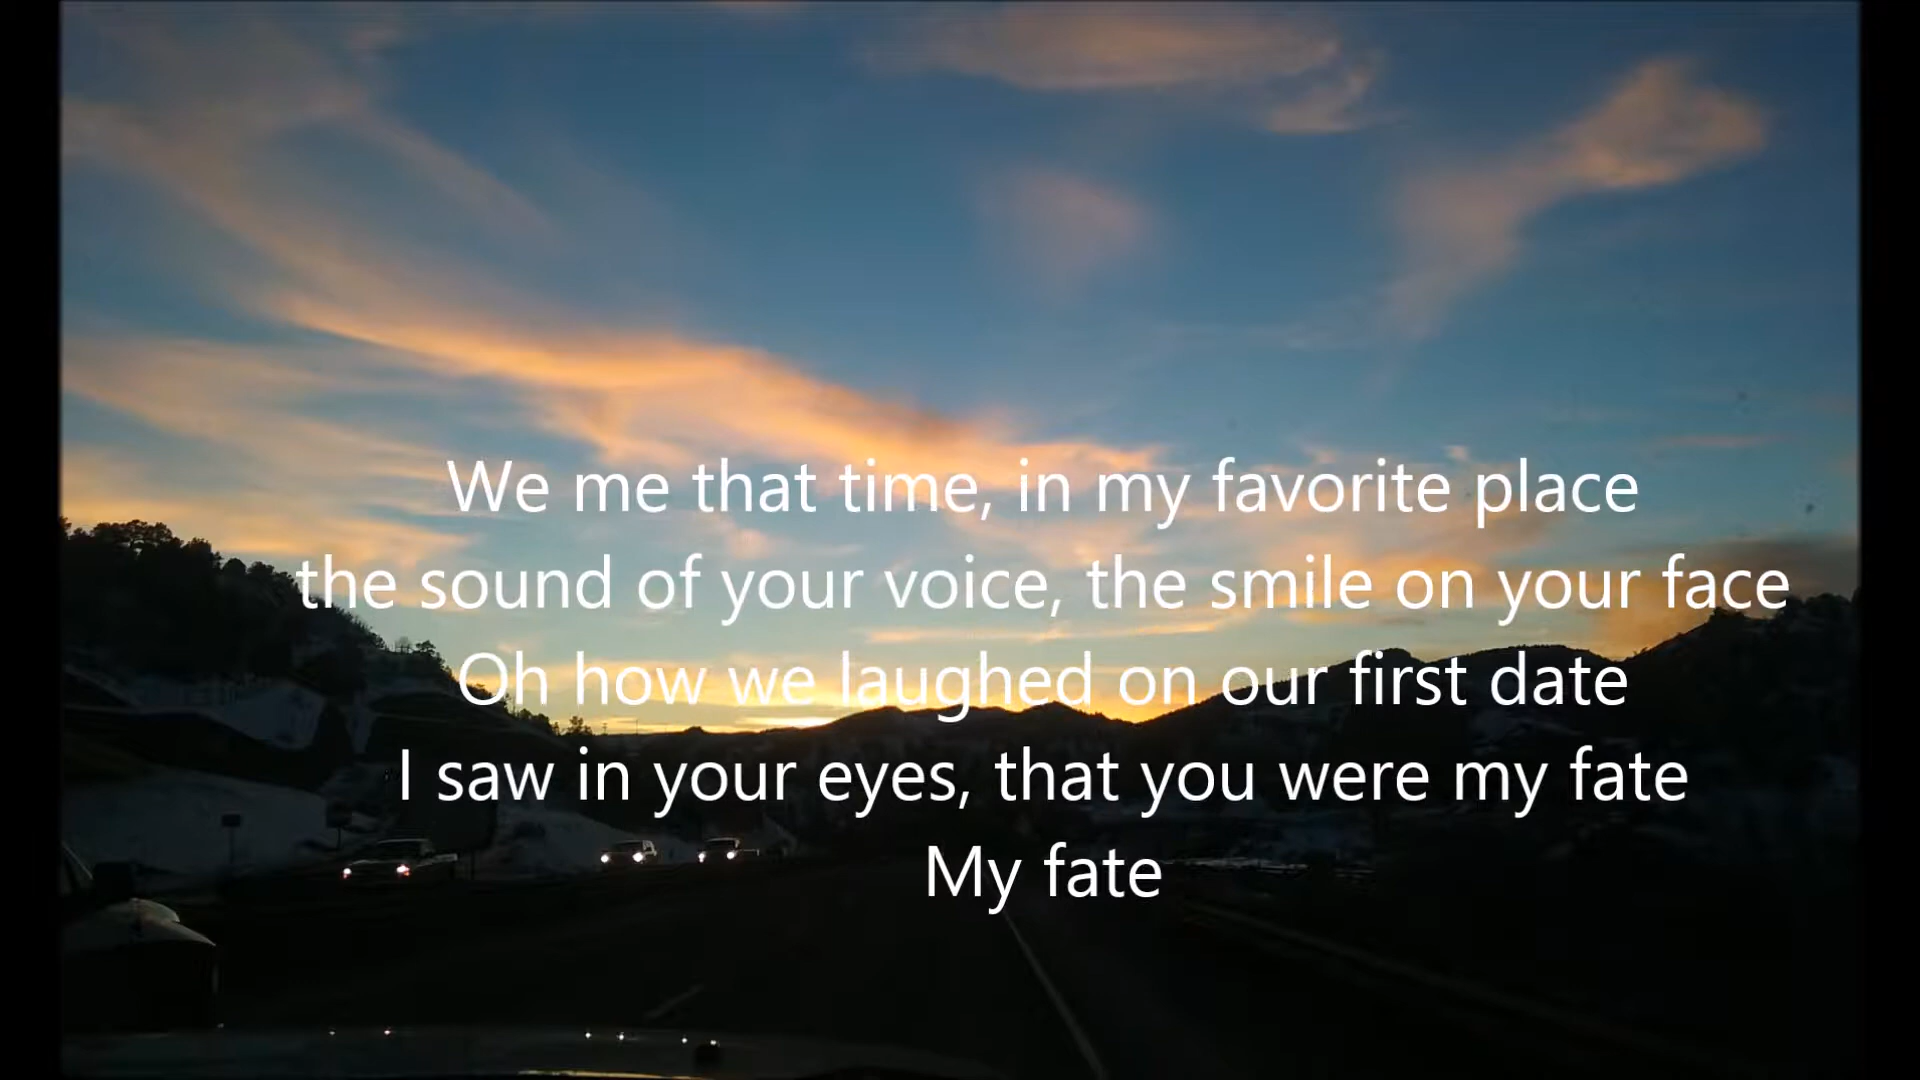 We me that time, in my favorite place
the sound of your voice, the smile on your face
Oh how we laughed on our first date
I saw in your eyes, that you were my fate
My fate